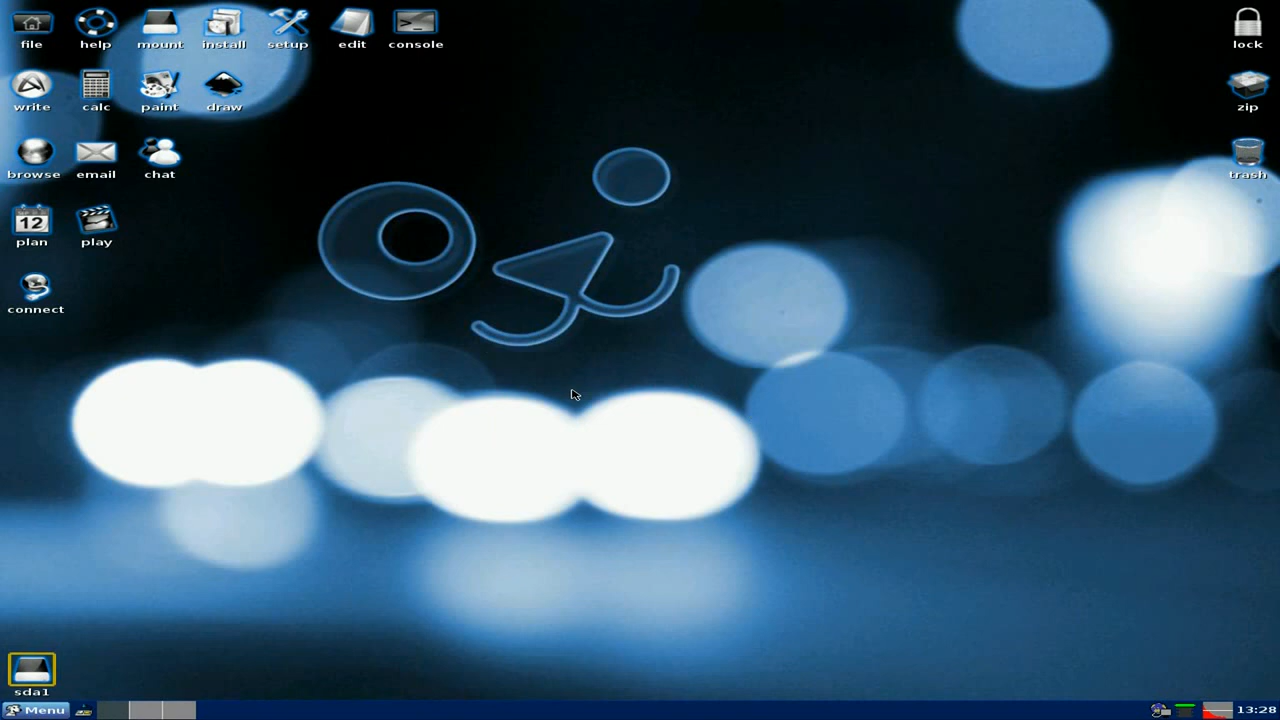 file help mount install setup edit console lock
write calc paint draw zip
browse email chat trash
12
plan play
connect
sda1
Menu 13:28